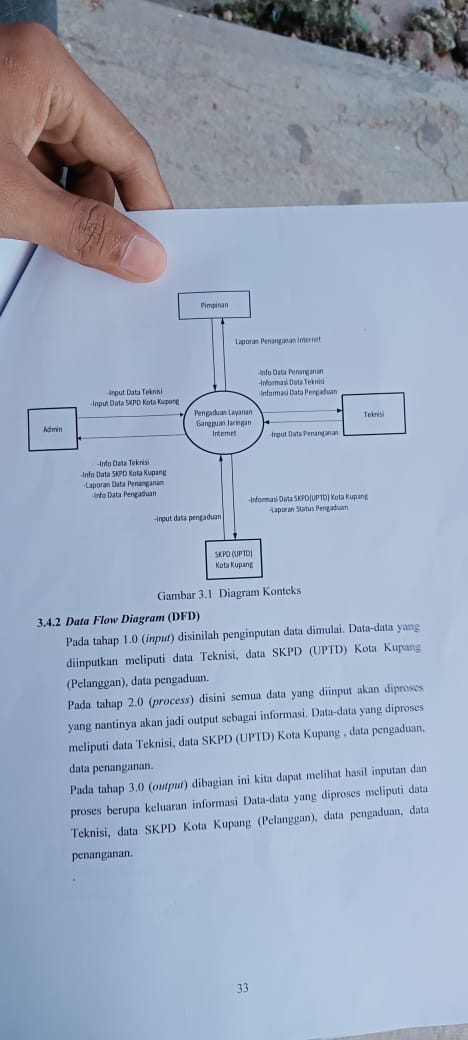 Pimpinan
Laporan Penanganan Internet
-Info Data Penanganan
-Informasi Data Teknisi
-Informasi Data Pengaduan
-Input Data Teknisi
-Input Data SKPD Kota Kupang
Admin
Pengaduan Layanan
Gangguan Jaringan
Internet
Teknisi
-Input Data Penanganan
-Info Data Teknisi
-Info Data SKPD Kota Kupang
-Laporan Data Penanganan
-Info Data Pengaduan
-input data pengaduan
-Informasi Data SKPD(UPTD) Kota Kupang
-Laporan Status Pengaduan
SKPD (UPTD)
Kota Kupang
Gambar 3.1 Diagram Konteks
3.4.2 Data Flow Diagram (DFD)
Pada tahap 1.0 (input) disinilah penginputan data dimulai. Data-data yang
diinputkan meliputi data Teknisi, data SKPD (UPTD) Kota Kupang
(Pelanggan), data pengaduan.
Pada tahap 2.0 (process) disini semua data yang diinput akan diproses
yang nantinya akan jadi output sebagai informasi. Data-data yang diproses
meliputi data Teknisi, data SKPD (UPTD) Kota Kupang , data pengaduan,
data penanganan.
Pada tahap 3.0 (output) dibagian ini kita dapat melihat hasil inputan dan
proses berupa keluaran informasi Data-data yang diproses meliputi data
Teknisi, data SKPD Kota Kupang (Pelanggan), data pengaduan, data
penanganan.
33